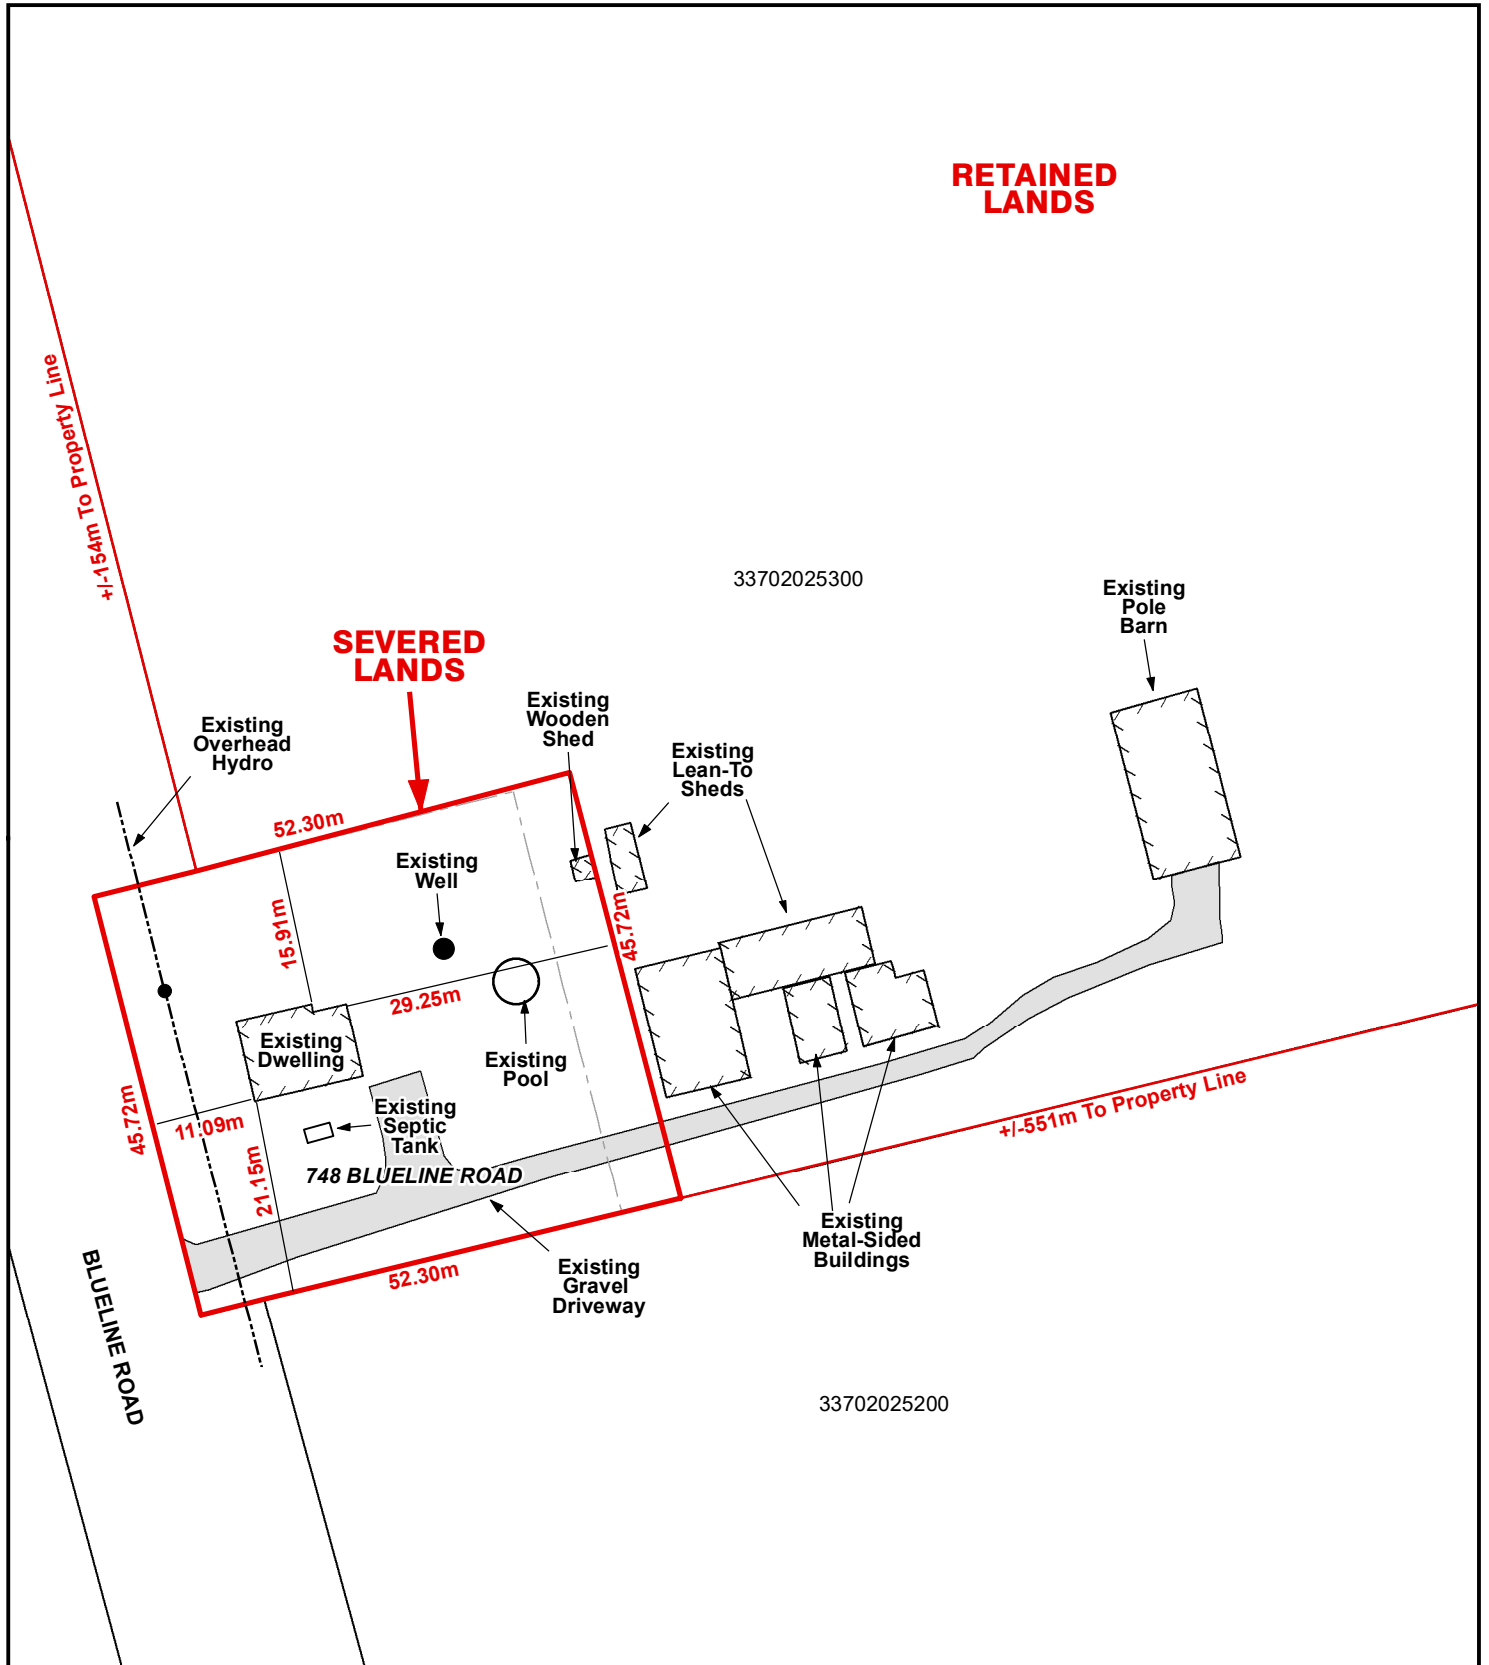 RETAINED
LANDS
+/-154m To Property Line
33702025300
Existing
Pole
Barn
SEVERED
LANDS
Existing
Wooden
Shed
Existing
Overhead
Hydro
Existing
Lean-To
Sheds
52.30m
Existing
Well
15.91m
45.72m
29.25m
Existing
Dwelling
Existing
Pool
45.72m
11.09m
Existing
Septic
Tank
+/-551m To Property Line
21.15m
748 BLUELINE ROAD
Existing
Metal-Sided
Buildings
52.30m
Existing
Gravel
Driveway
BLUELINE ROAD
33702025200